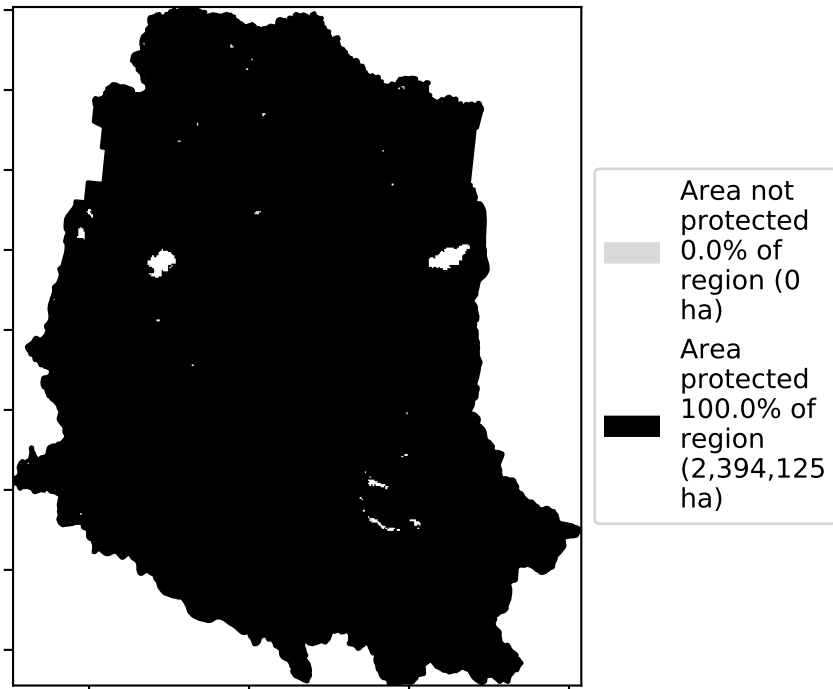 Area not
protected
0.0% of
region (0
ha)
Area
protected
100.0% of
region
(2,394,125
ha)